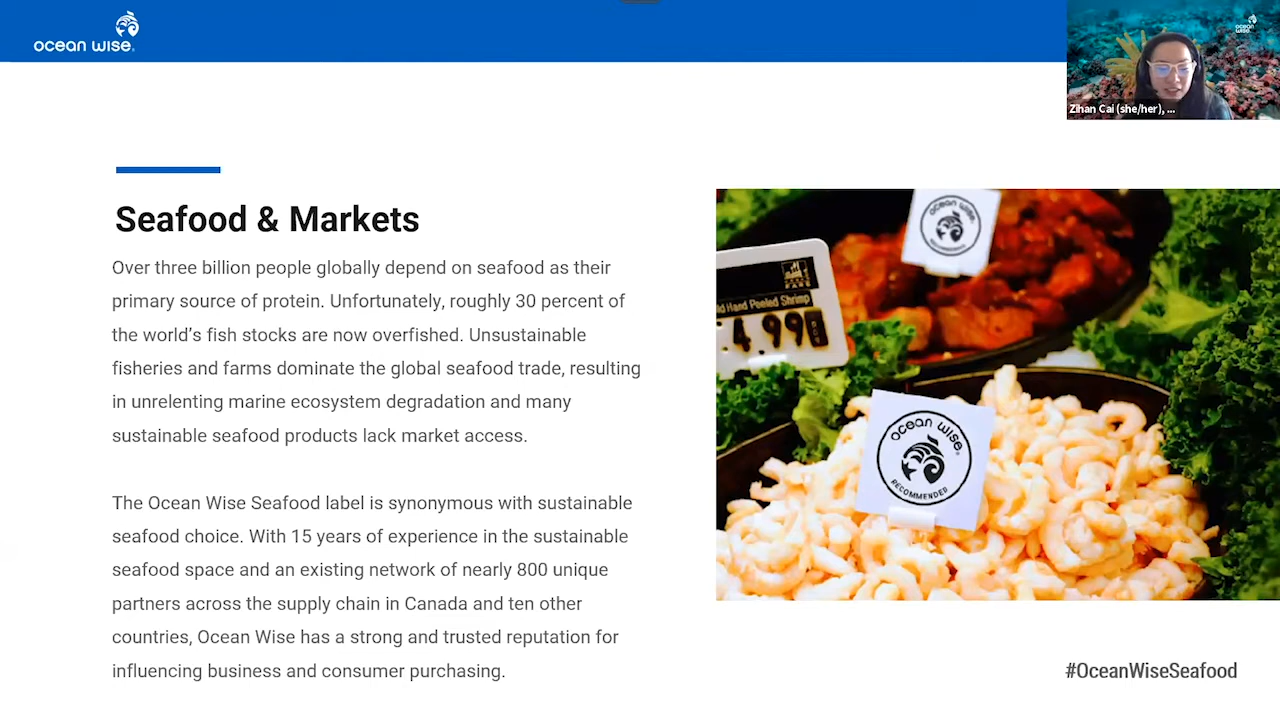 ocean wise.
ocean wise.
Zihan Cai (she/her), ...
Seafood & Markets
Over three billion people globally depend on seafood as their
primary source of protein. Unfortunately, roughly 30 percent of
the world’s fish stocks are now overfished. Unsustainable
fisheries and farms dominate the global seafood trade, resulting
in unrelenting marine ecosystem degradation and many
sustainable seafood products lack market access.
The Ocean Wise Seafood label is synonymous with sustainable
seafood choice. With 15 years of experience in the sustainable
seafood space and an existing network of nearly 800 unique
partners across the supply chain in Canada and ten other
countries, Ocean Wise has a strong and trusted reputation for
influencing business and consumer purchasing.
ocean wise
RECOMMENDED
Hand Peeled Shrimp
4.99
ocean wise
RECOMMENDED
#OceanWiseSeafood